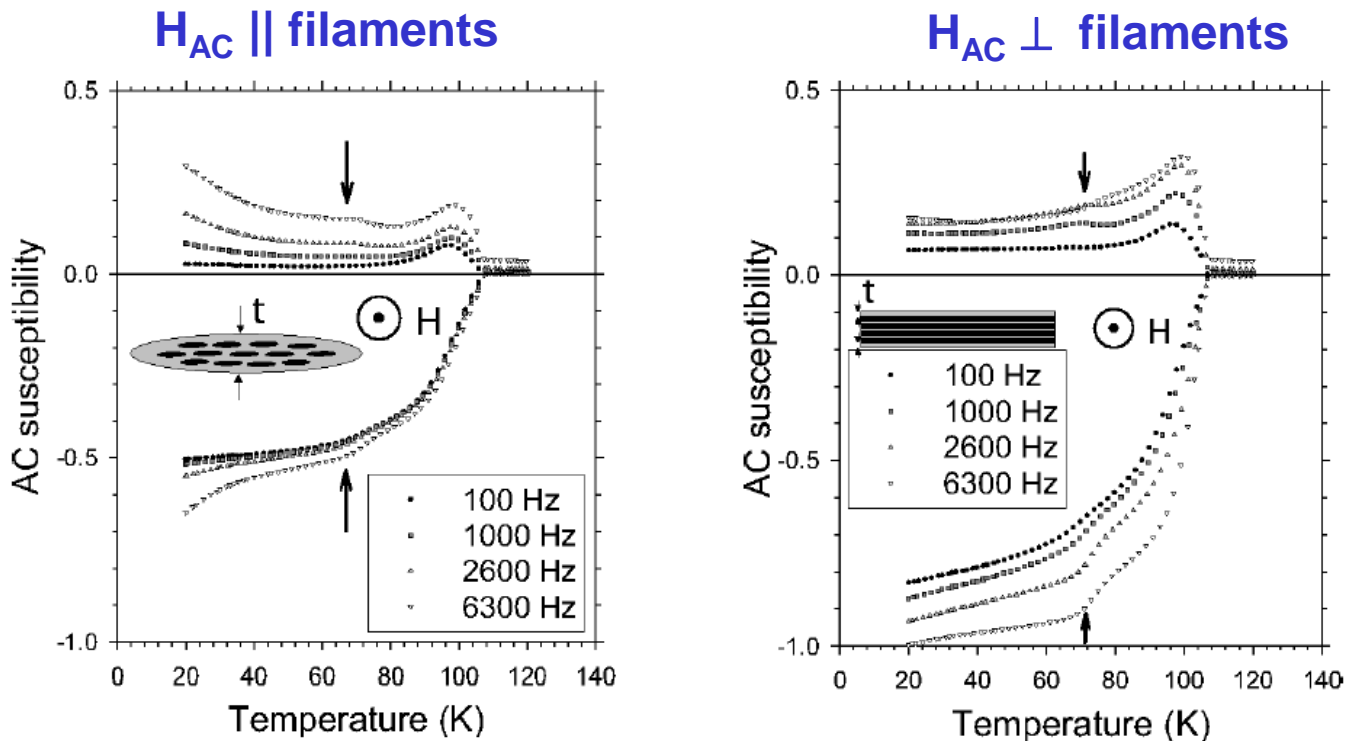 H_AC || filaments
0.5
0.0
-0.5
-1.0
AC susceptibility
t
H
100 Hz
1000 Hz
2600 Hz
6300 Hz
0 20 40 60 80 100 120 140
Temperature (K)
H_AC ⊥ filaments
0.5
0.0
-0.5
-1.0
AC susceptibility
t
H
100 Hz
1000 Hz
2600 Hz
6300 Hz
0 20 40 60 80 100 120 140
Temperature (K)